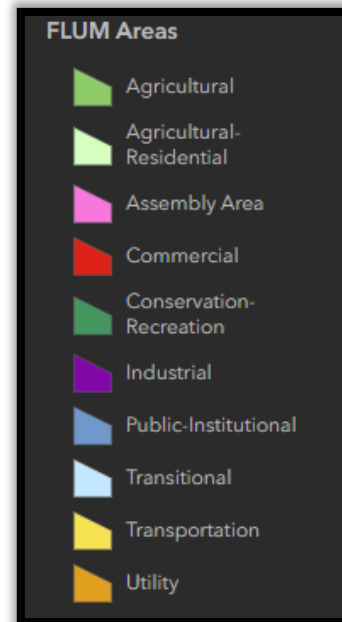 FLUM Areas
Agricultural
Agricultural-
Residential
Assembly Area
Commercial
Conservation-
Recreation
Industrial
Public-Institutional
Transitional
Transportation
Utility